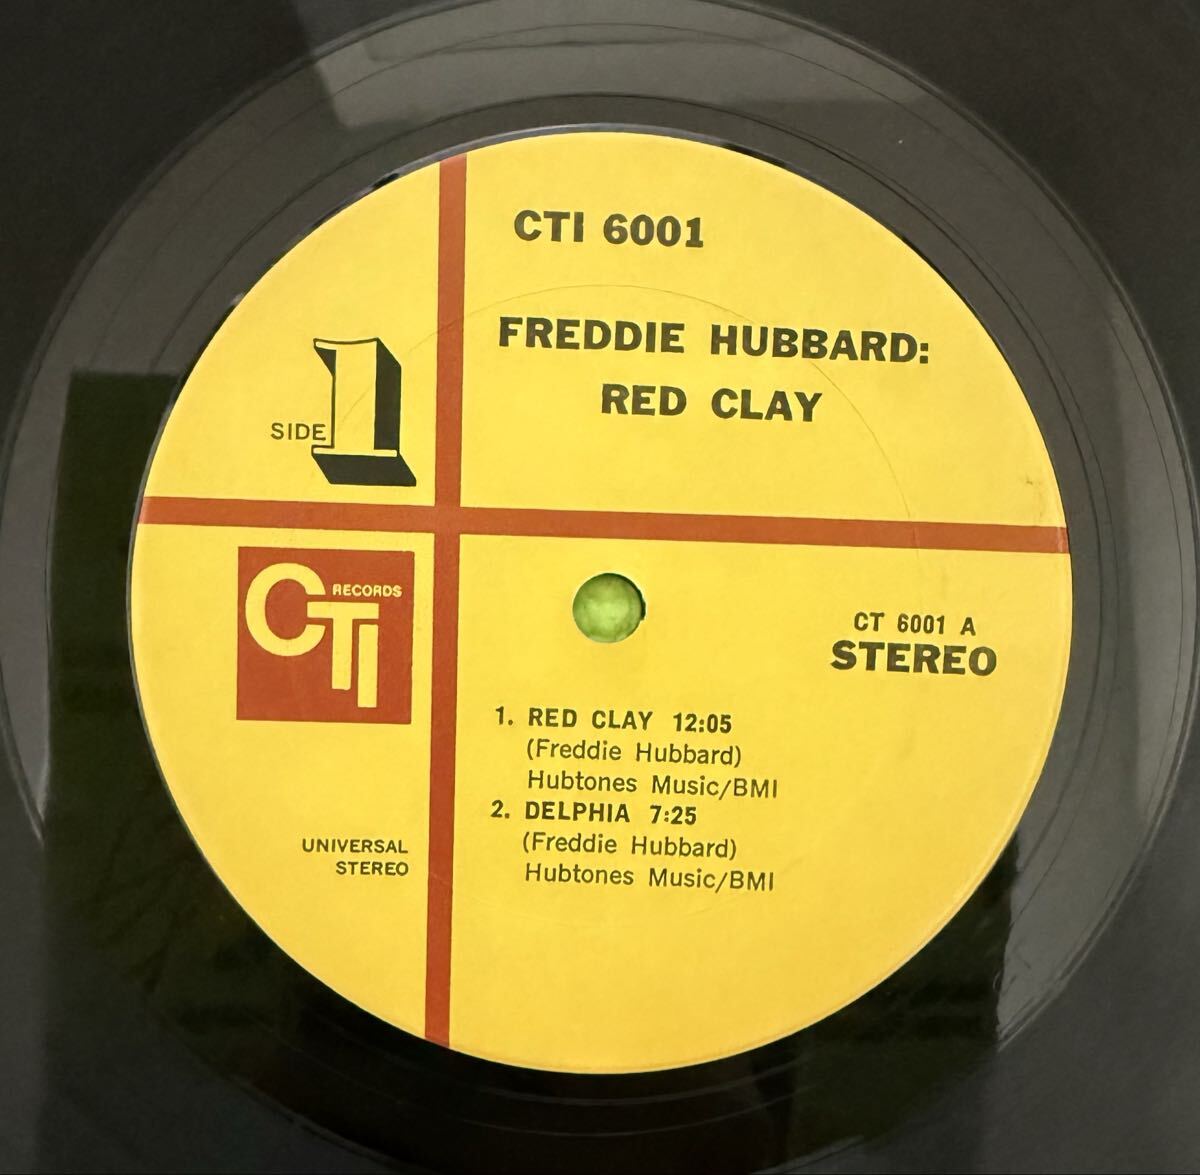 CTI 6001
FREDDIE HUBBARD:
RED CLAY
SIDE 1
CTI RECORDS
CT 6001 A
STEREO
1. RED CLAY 12:05
(Freddie Hubbard)
Hubtones Music/BMI
2. DELPHIA 7:25
(Freddie Hubbard)
Hubtones Music/BMI
UNIVERSAL
STEREO